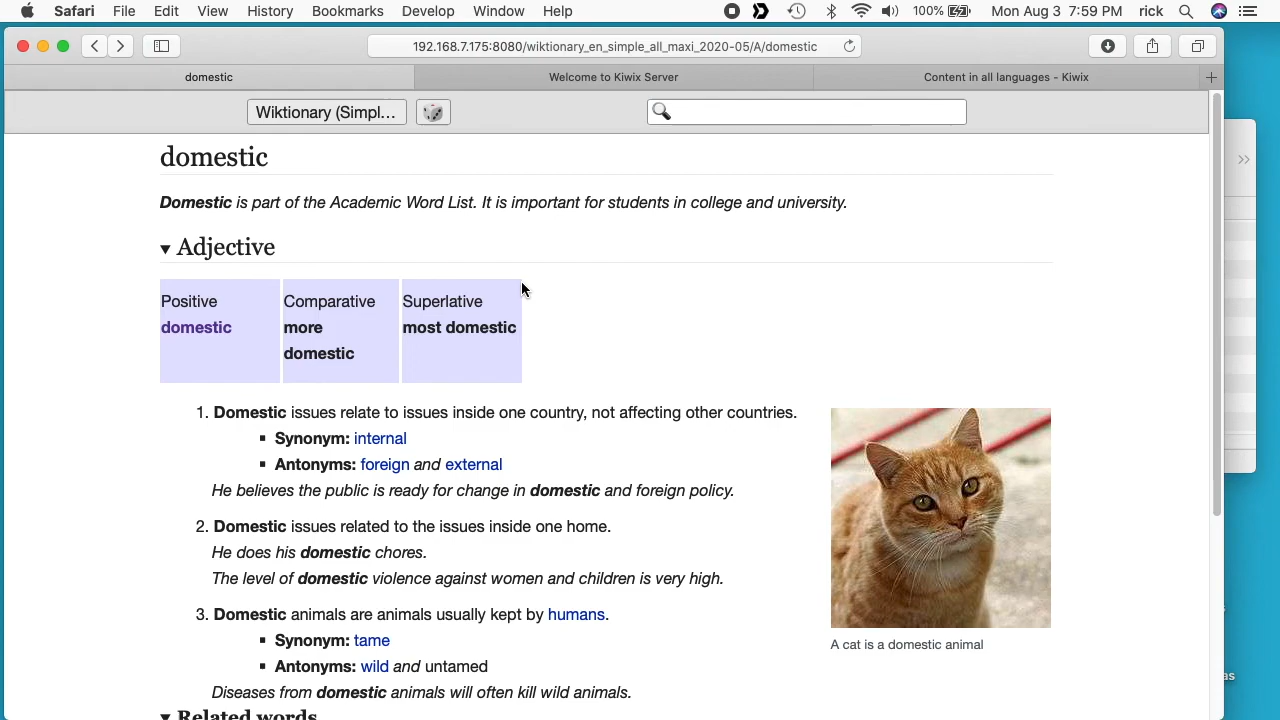 Safari File Edit View History Bookmarks Develop Window Help 100% Mon Aug 3 7:59 PM rick
192.168.7.175:8080/wiktionary_en_simple_all_maxi_2020-05/A/domestic
domestic Welcome to Kiwix Server Content in all languages - Kiwix +
Wiktionary (Simpl...
domestic
Domestic is part of the Academic Word List. It is important for students in college and university.
▾ Adjective
Positive Comparative Superlative
domestic more most domestic
domestic
1. Domestic issues relate to issues inside one country, not affecting other countries.
▪ Synonym: internal
▪ Antonyms: foreign and external
He believes the public is ready for change in domestic and foreign policy.
2. Domestic issues related to the issues inside one home.
He does his domestic chores.
The level of domestic violence against women and children is very high.
3. Domestic animals are animals usually kept by humans.
▪ Synonym: tame
▪ Antonyms: wild and untamed
Diseases from domestic animals will often kill wild animals.
A cat is a domestic animal
▾ Related words